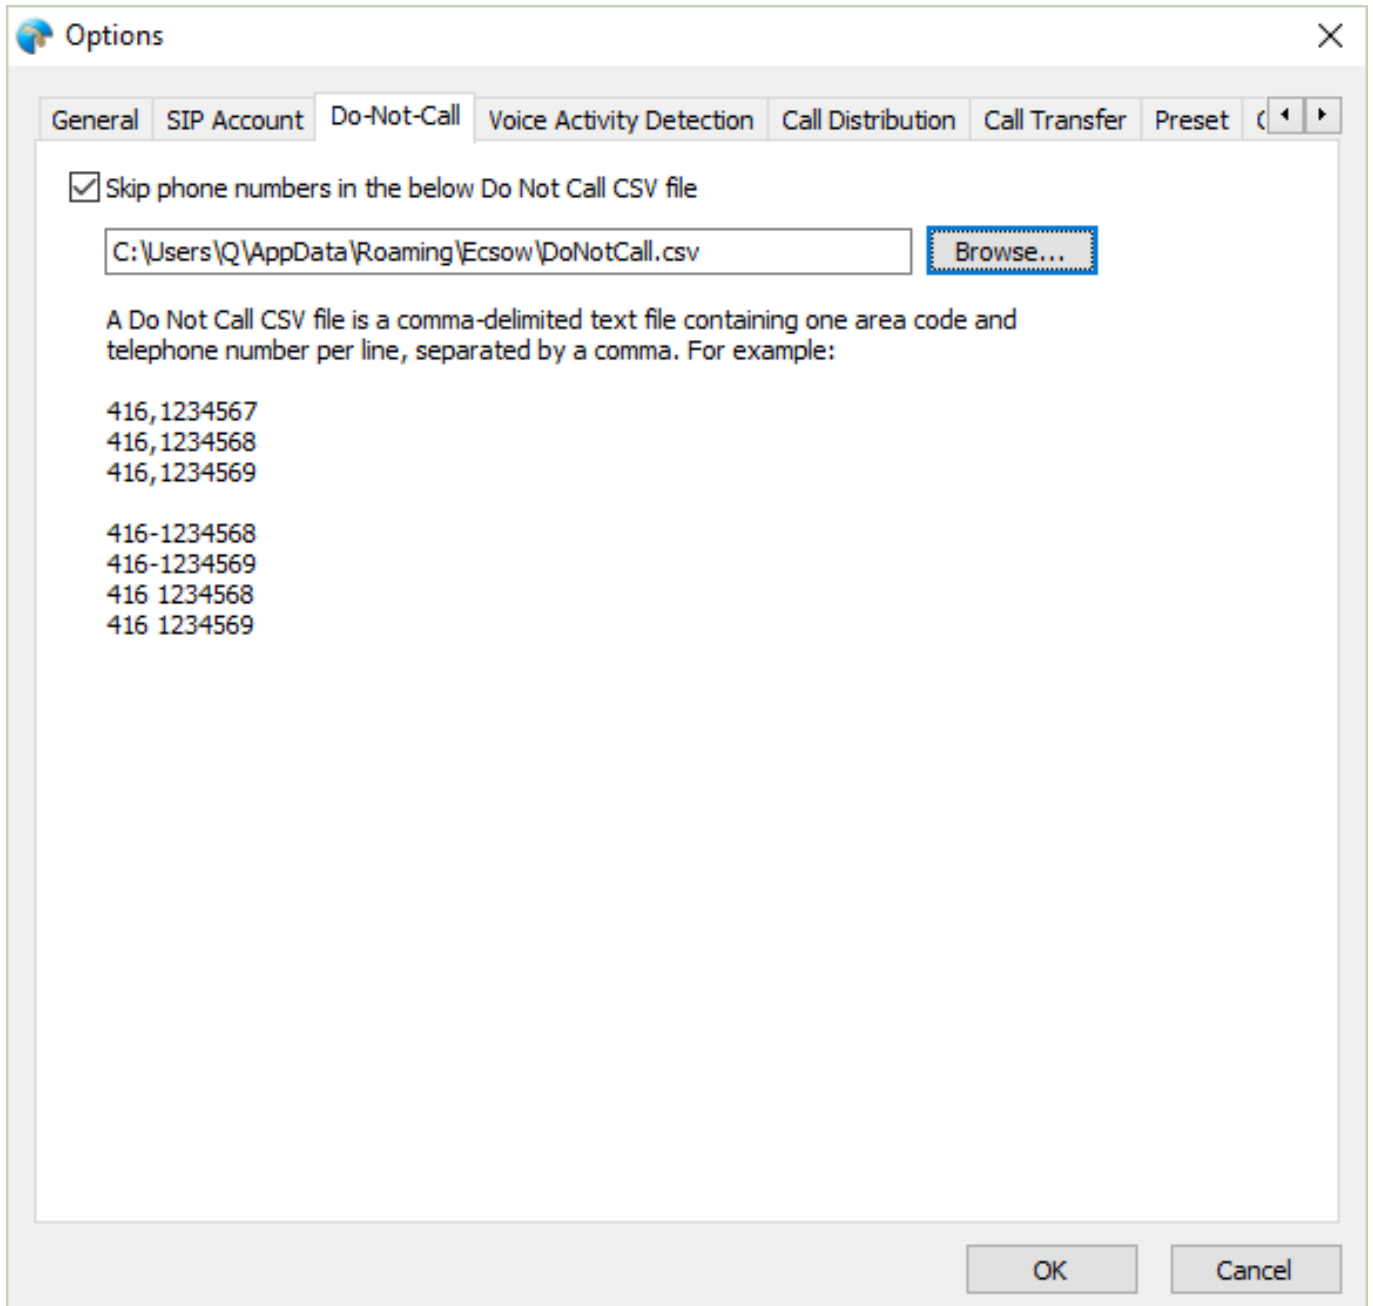 Options
General SIP Account Do-Not-Call Voice Activity Detection Call Distribution Call Transfer Preset
Skip phone numbers in the below Do Not Call CSV file
C:\Users\Q\AppData\Roaming\Ecsow\DoNotCall.csv Browse...
A Do Not Call CSV file is a comma-delimited text file containing one area code and
telephone number per line, separated by a comma. For example:
416,1234567
416,1234568
416,1234569
416-1234568
416-1234569
416 1234568
416 1234569
OK Cancel